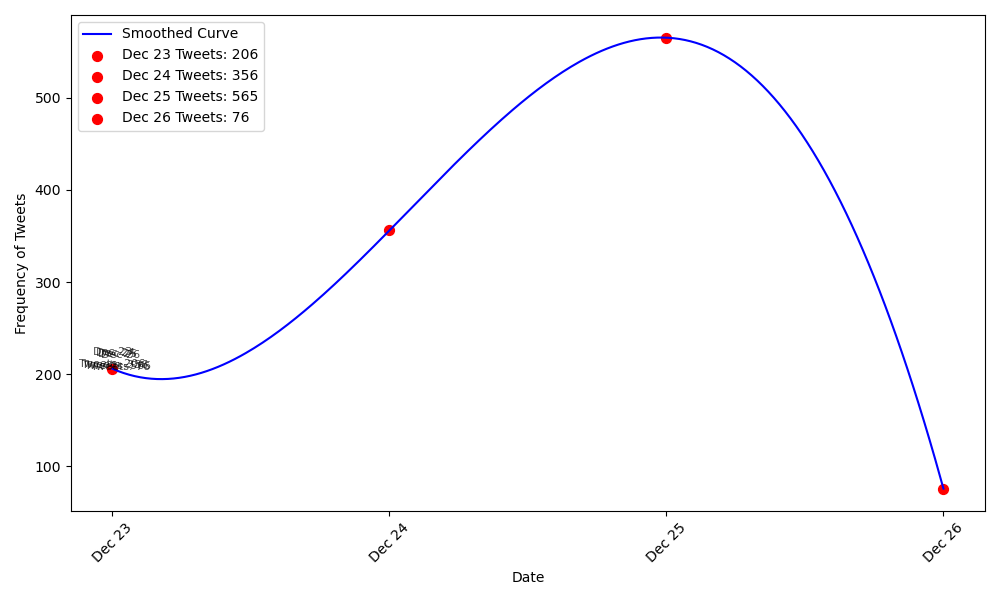 Smoothed Curve
Dec 23 Tweets: 206
Dec 24 Tweets: 356
Dec 25 Tweets: 565
Dec 26 Tweets: 76
500
400
300
200
100
Frequency of Tweets
Dec 23
Dec 24
Dec 25
Dec 26
Date